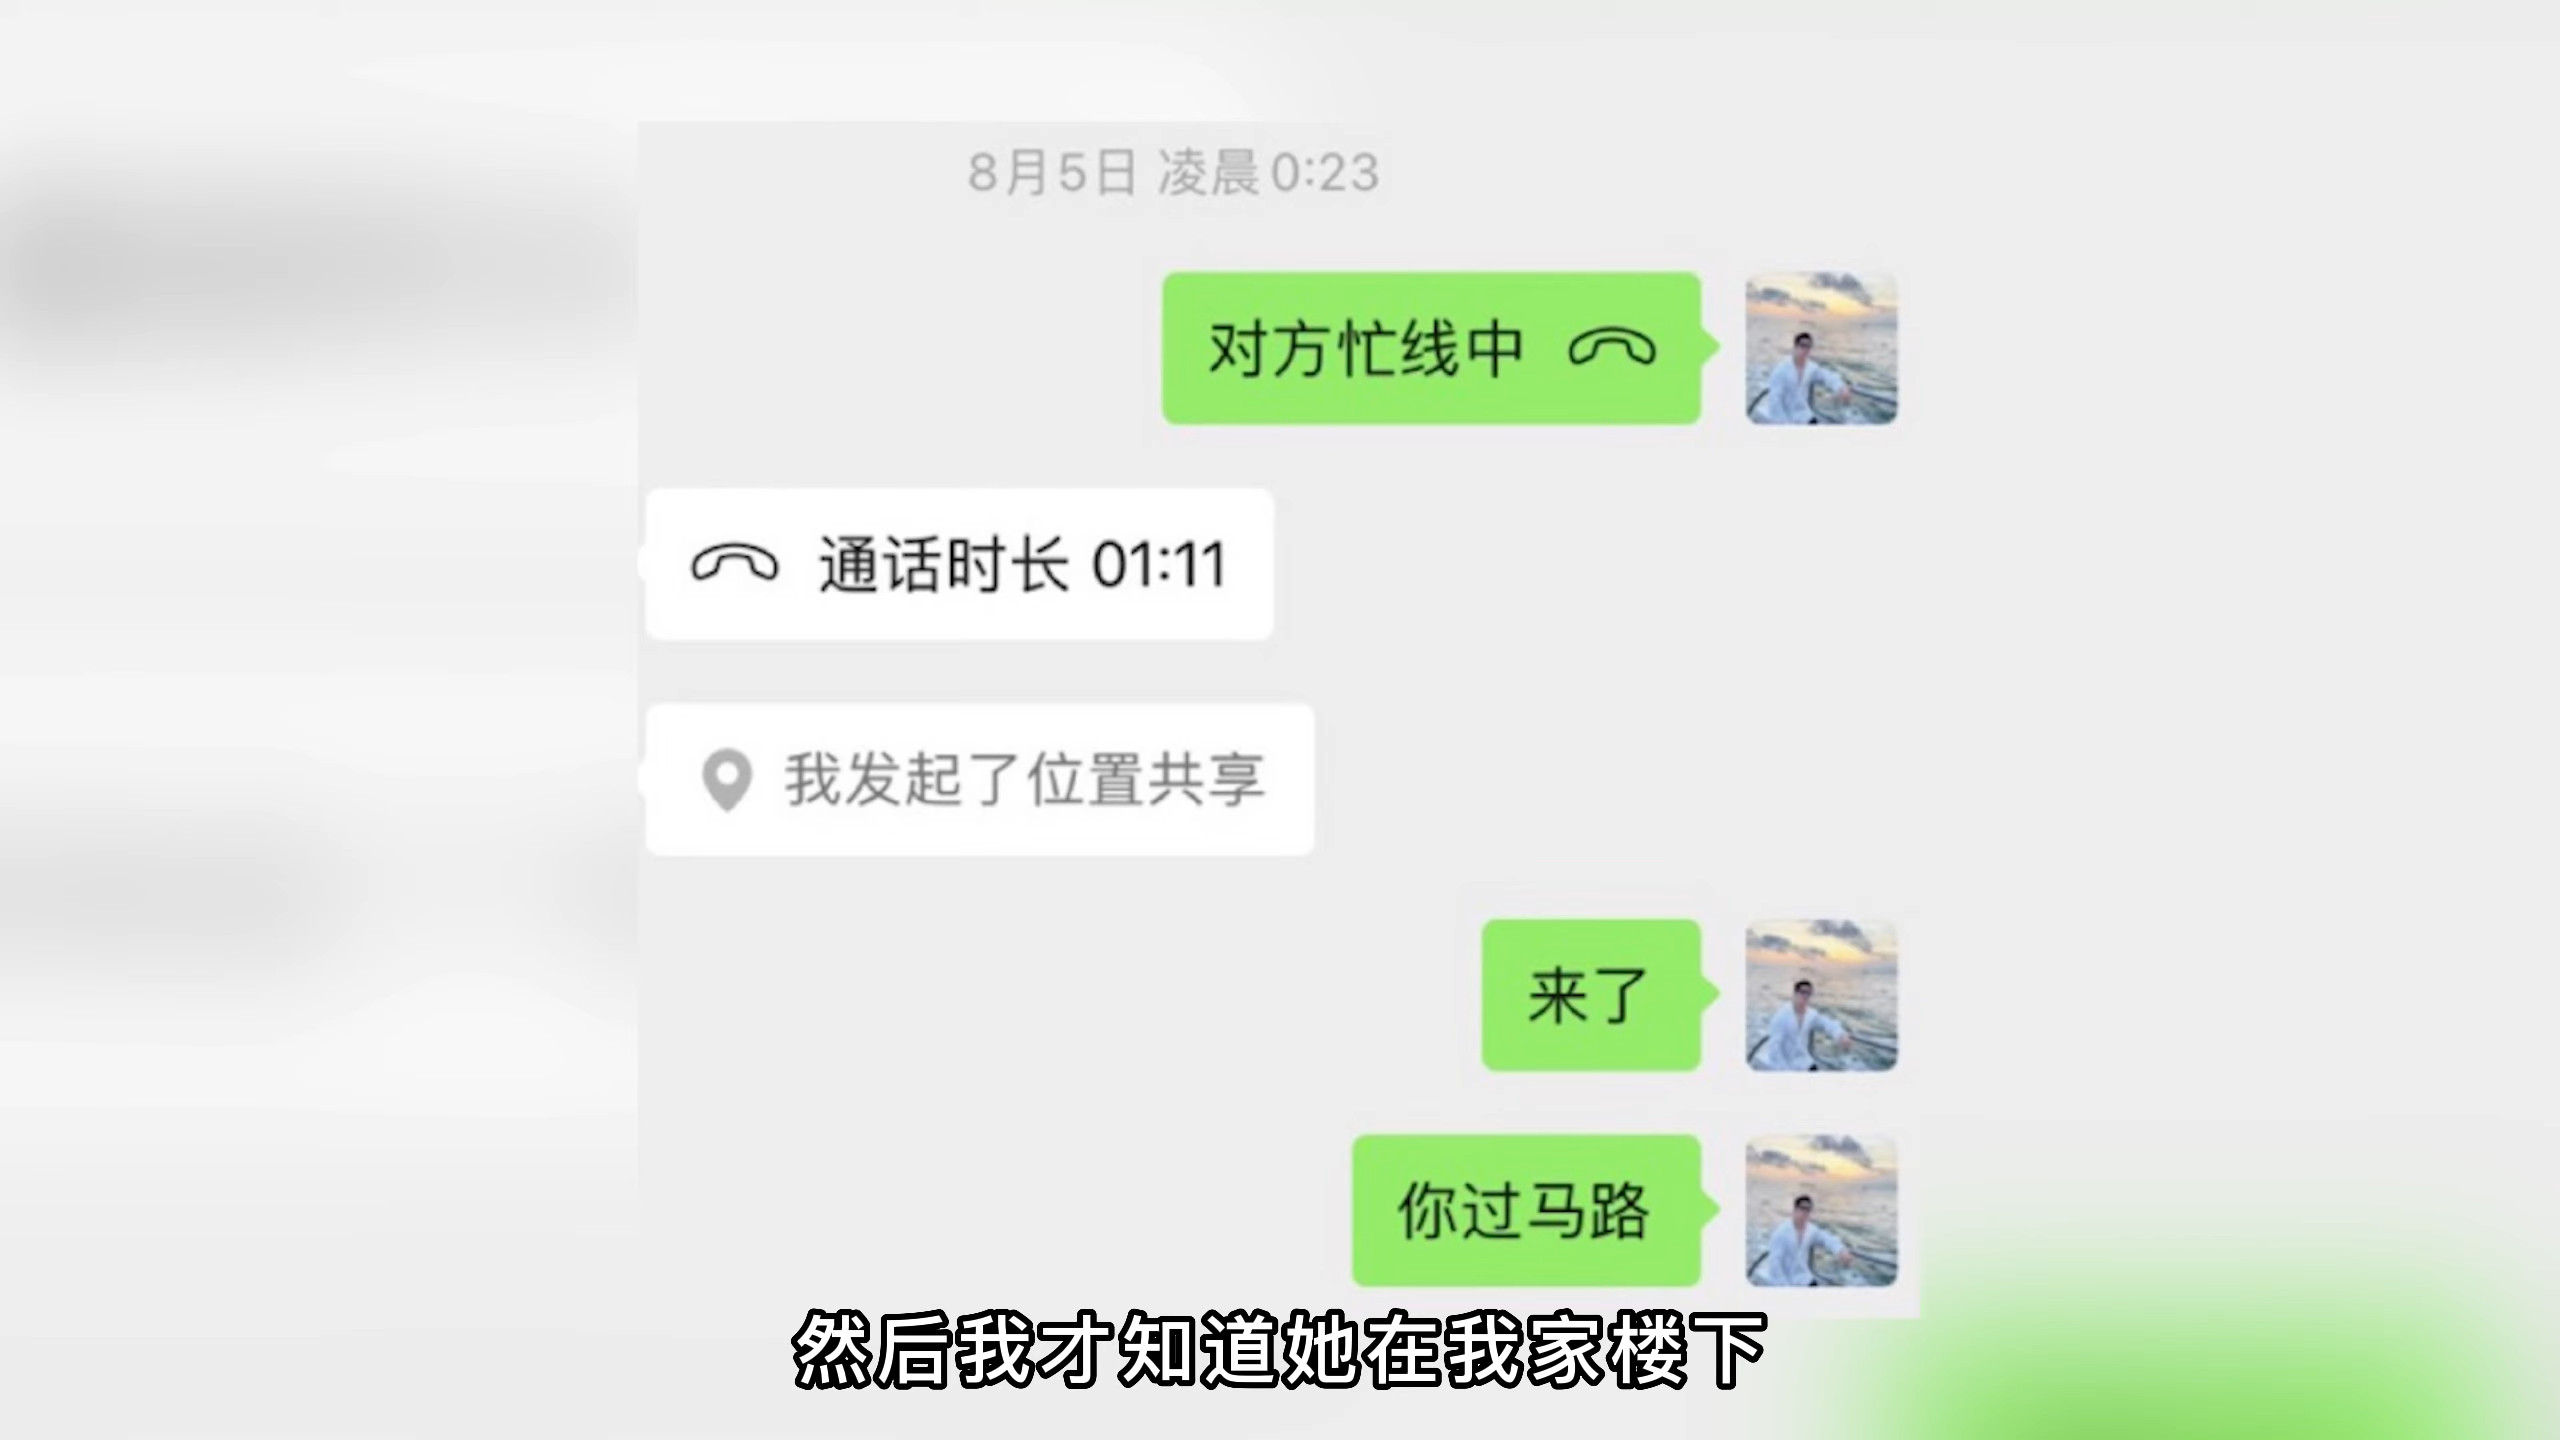 8月5日 凌晨0:23
对方忙线中
通话时长 01:11
我发起了位置共享
来了
你过马路
然后我才知道她在我家楼下